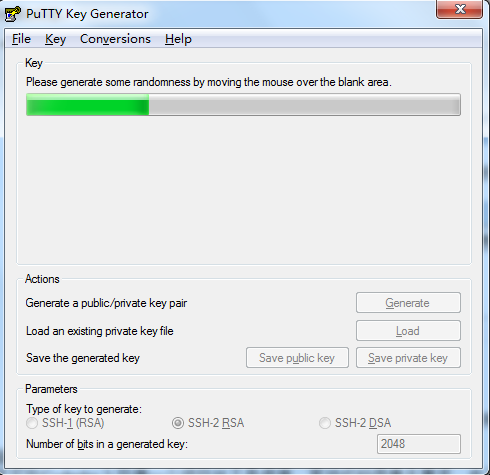 PuTTY Key Generator
File Key Conversions Help
Key
Please generate some randomness by moving the mouse over the blank area.
Actions
Generate a public/private key pair Generate
Load an existing private key file Load
Save the generated key Save public key Save private key
Parameters
Type of key to generate:
SSH-1 (RSA) SSH-2 RSA SSH-2 DSA
Number of bits in a generated key: 2048